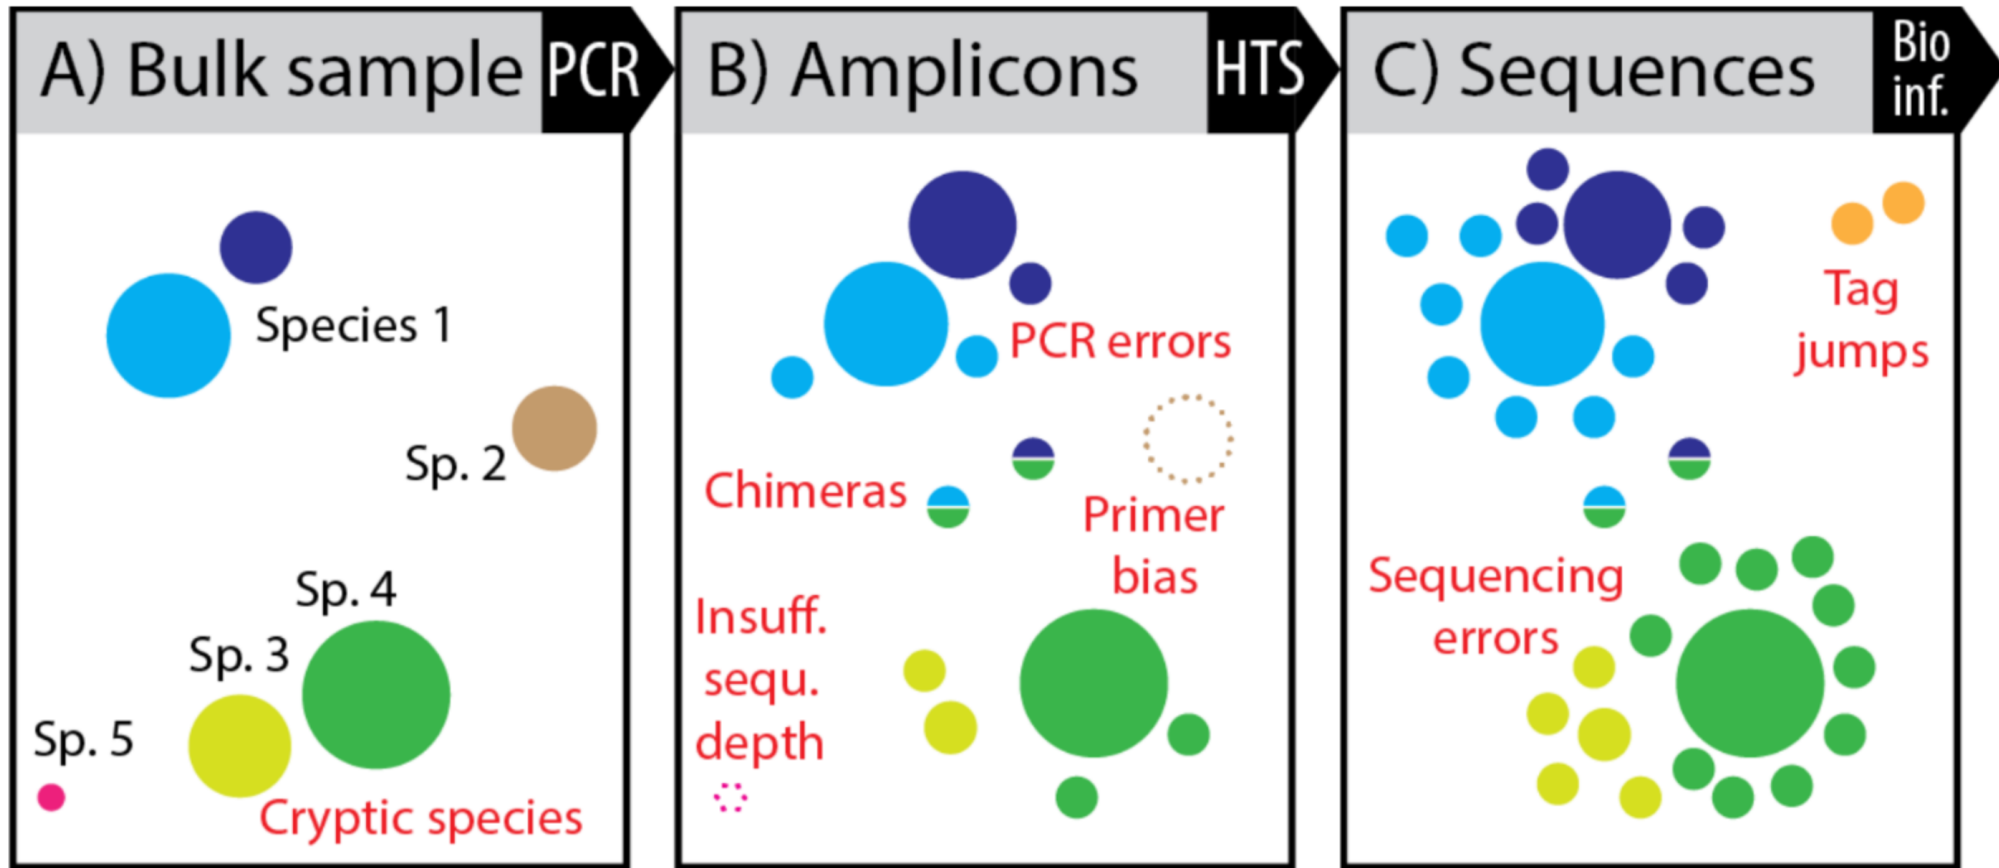 A) Bulk sample
PCR
B) Amplicons
HTS
C) Sequences
Bio
inf.
Species 1
Sp. 2
Sp. 4
Sp. 3
Sp. 5
Cryptic species
PCR errors
Chimeras
Primer
bias
Insuff.
sequ.
depth
Tag
jumps
Sequencing
errors